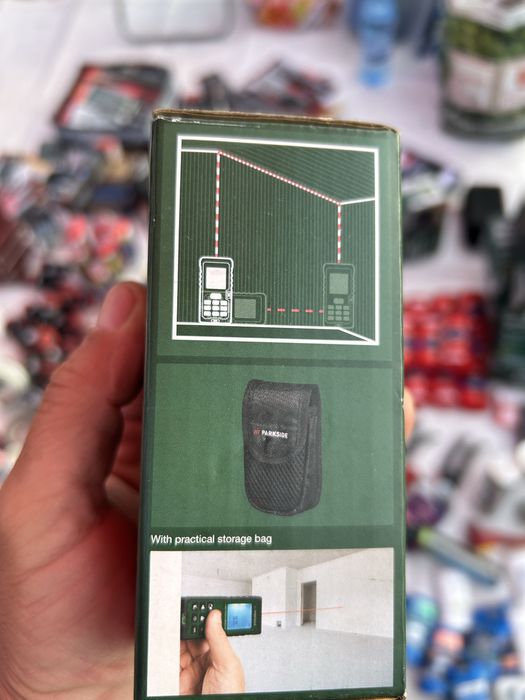 PARKSIDE
With practical storage bag